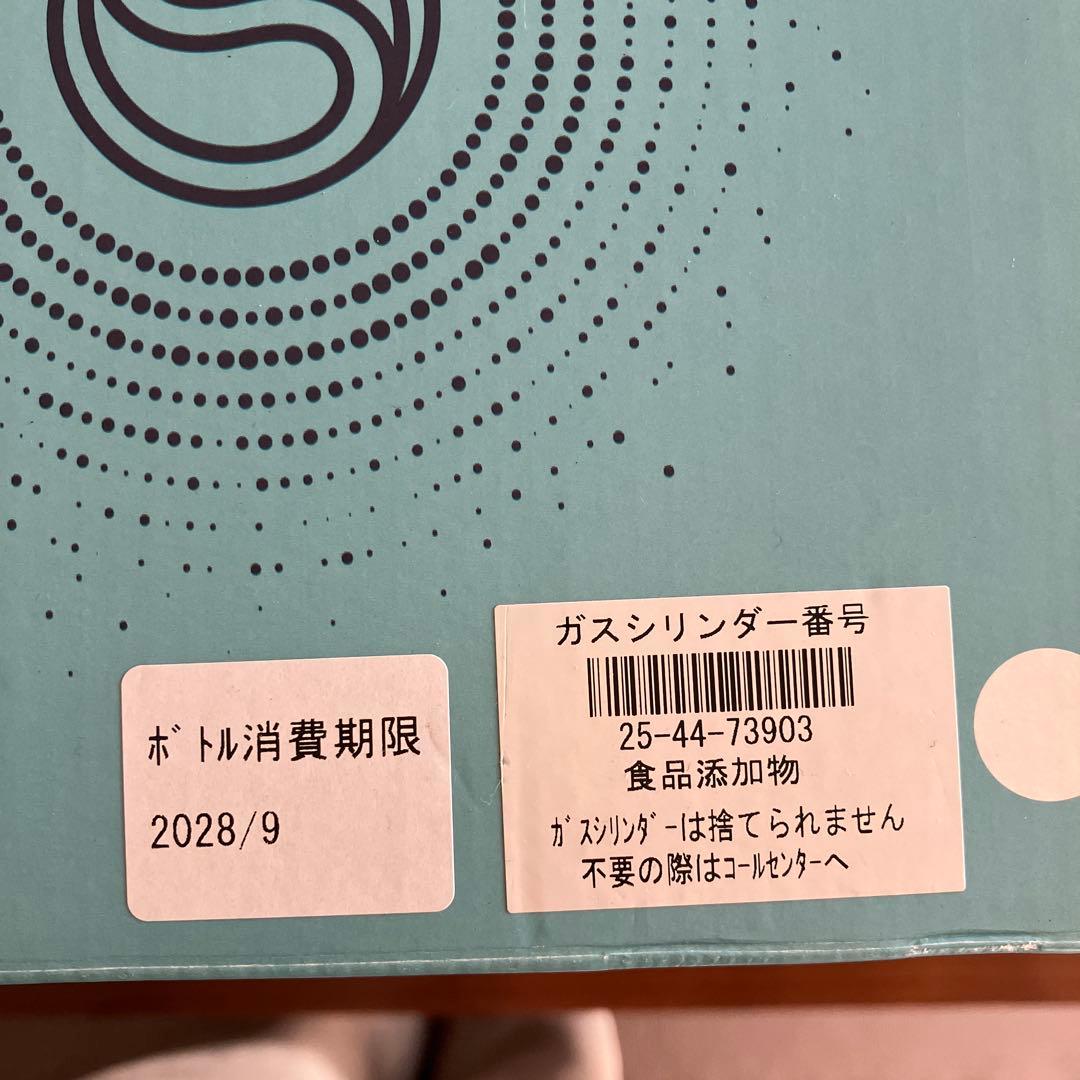 ボトル消費期限
2028/9
ガスシリンダー番号
25-44-73903
食品添加物
ガスシリンダーは捨てられません
不要の際はコールセンターへ